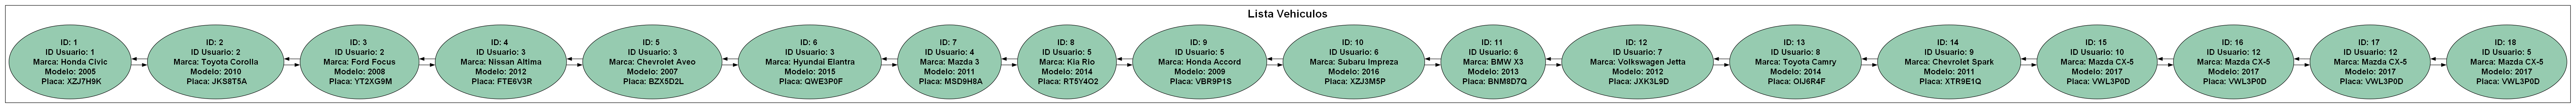 Lista Vehiculos
ID: 1
ID Usuario: 1
Marca: Honda Civic
Modelo: 2005
Placa: XZJ7H9K
ID: 2
ID Usuario: 2
Marca: Toyota Corolla
Modelo: 2010
Placa: JKS8T5A
ID: 3
ID Usuario: 2
Marca: Ford Focus
Modelo: 2008
Placa: YT2XG9M
ID: 4
ID Usuario: 3
Marca: Nissan Altima
Modelo: 2012
Placa: FTE6V3R
ID: 5
ID Usuario: 3
Marca: Chevrolet Aveo
Modelo: 2007
Placa: BZX5D2L
ID: 6
ID Usuario: 3
Marca: Hyundai Elantra
Modelo: 2015
Placa: QWE3P0F
ID: 7
ID Usuario: 4
Marca: Mazda 3
Modelo: 2011
Placa: MSD9H8A
ID: 8
ID Usuario: 5
Marca: Kia Rio
Modelo: 2014
Placa: RT5Y4O2
ID: 9
ID Usuario: 5
Marca: Honda Accord
Modelo: 2009
Placa: VBR9P1S
ID: 10
ID Usuario: 6
Marca: Subaru Impreza
Modelo: 2016
Placa: XZJ3M5P
ID: 11
ID Usuario: 6
Marca: BMW X3
Modelo: 2013
Placa: BNM8D7Q
ID: 12
ID Usuario: 7
Marca: Volkswagen Jetta
Modelo: 2012
Placa: JXK3L9D
ID: 13
ID Usuario: 8
Marca: Toyota Camry
Modelo: 2014
Placa: OIJ6R4F
ID: 14
ID Usuario: 9
Marca: Chevrolet Spark
Modelo: 2011
Placa: XTR9E1Q
ID: 15
ID Usuario: 10
Marca: Mazda CX-5
Modelo: 2017
Placa: VWL3P0D
ID: 16
ID Usuario: 12
Marca: Mazda CX-5
Modelo: 2017
Placa: VWL3P0D
ID: 17
ID Usuario: 12
Marca: Mazda CX-5
Modelo: 2017
Placa: VWL3P0D
ID: 18
ID Usuario: 5
Marca: Mazda CX-5
Modelo: 2017
Placa: VWL3P0D